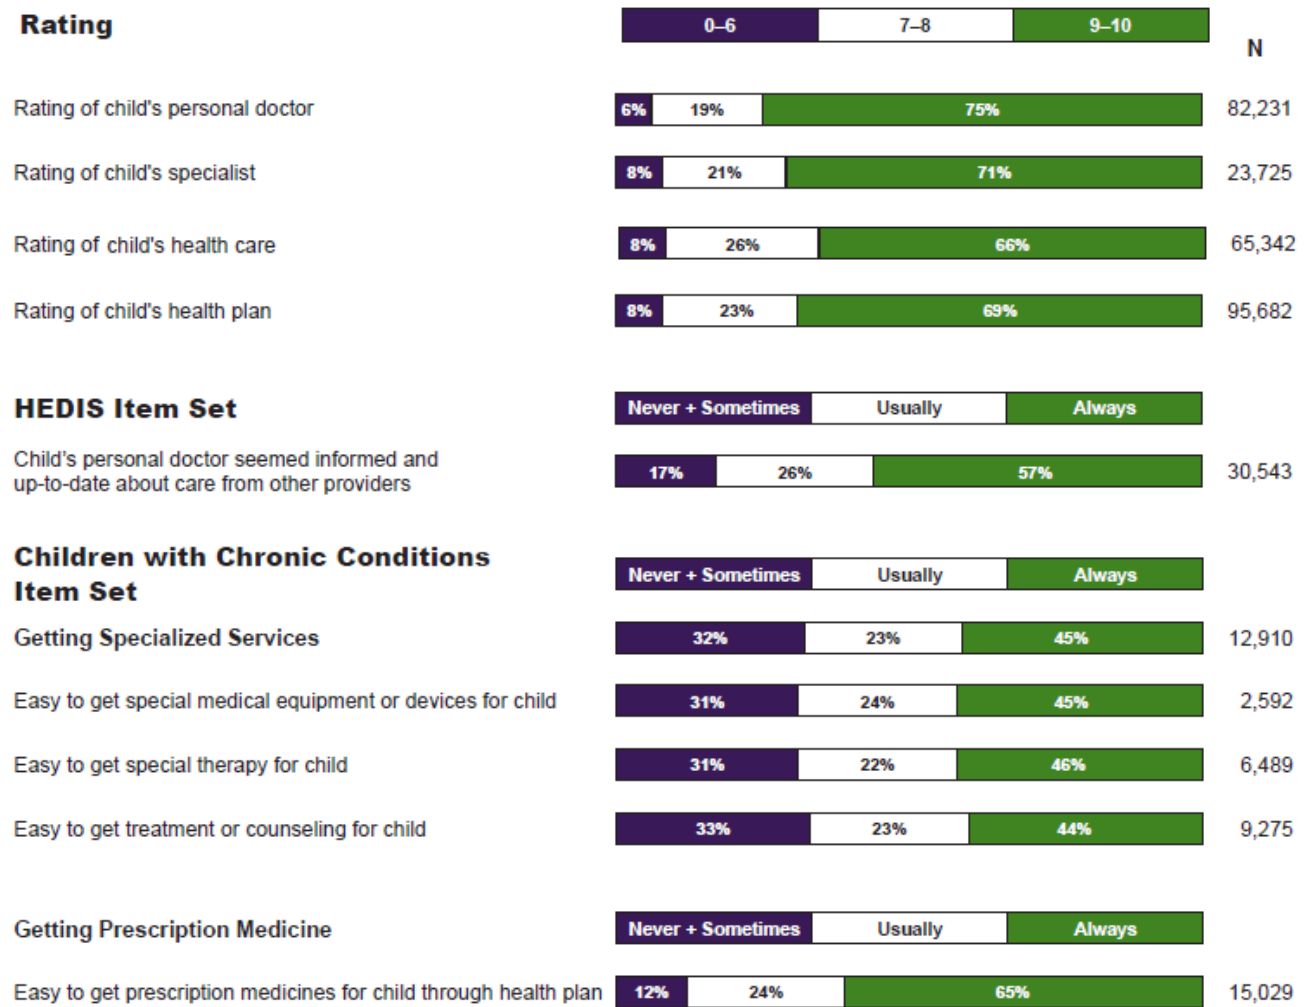 Rating 0–6 7–8 9–10
N
Rating of child's personal doctor 6% 19% 75% 82,231
Rating of child's specialist 8% 21% 71% 23,725
Rating of child's health care 8% 26% 66% 65,342
Rating of child's health plan 8% 23% 69% 95,682
HEDIS Item Set Never + Sometimes Usually Always
Child's personal doctor seemed informed and
up-to-date about care from other providers 17% 26% 57% 30,543
Children with Chronic Conditions
Item Set Never + Sometimes Usually Always
Getting Specialized Services 32% 23% 45% 12,910
Easy to get special medical equipment or devices for child 31% 24% 45% 2,592
Easy to get special therapy for child 31% 22% 46% 6,489
Easy to get treatment or counseling for child 33% 23% 44% 9,275
Getting Prescription Medicine Never + Sometimes Usually Always
Easy to get prescription medicines for child through health plan 12% 24% 65% 15,029